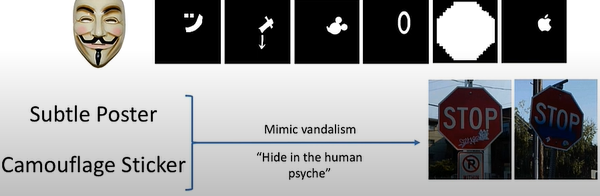 Subtle Poster
Camouflage Sticker
Mimic vandalism
"Hide in the human
psyche"
STOP
STOP
P